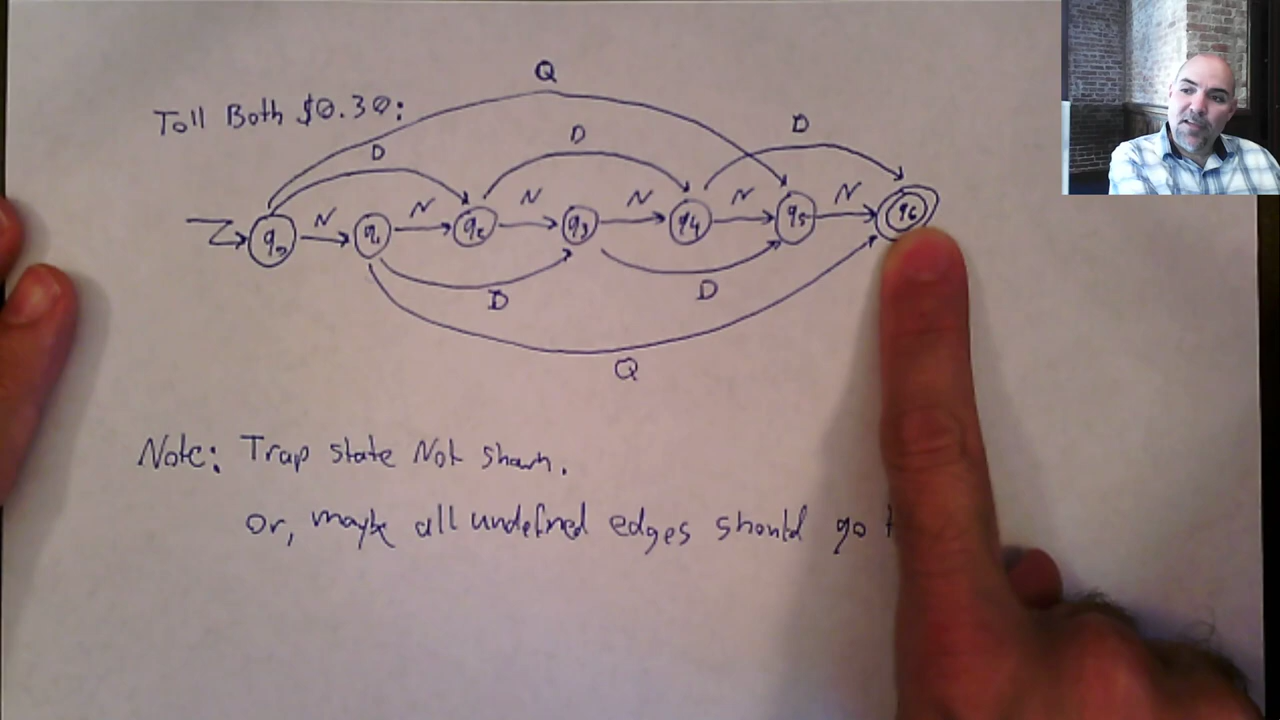 Q
Toll Both $0.30:
D D D
N N N N N N
q0 q1 q2 q3 q4 q5 q6
D D
Q
Note: Trap state Not shown.
or, maybe all undefined edges should go